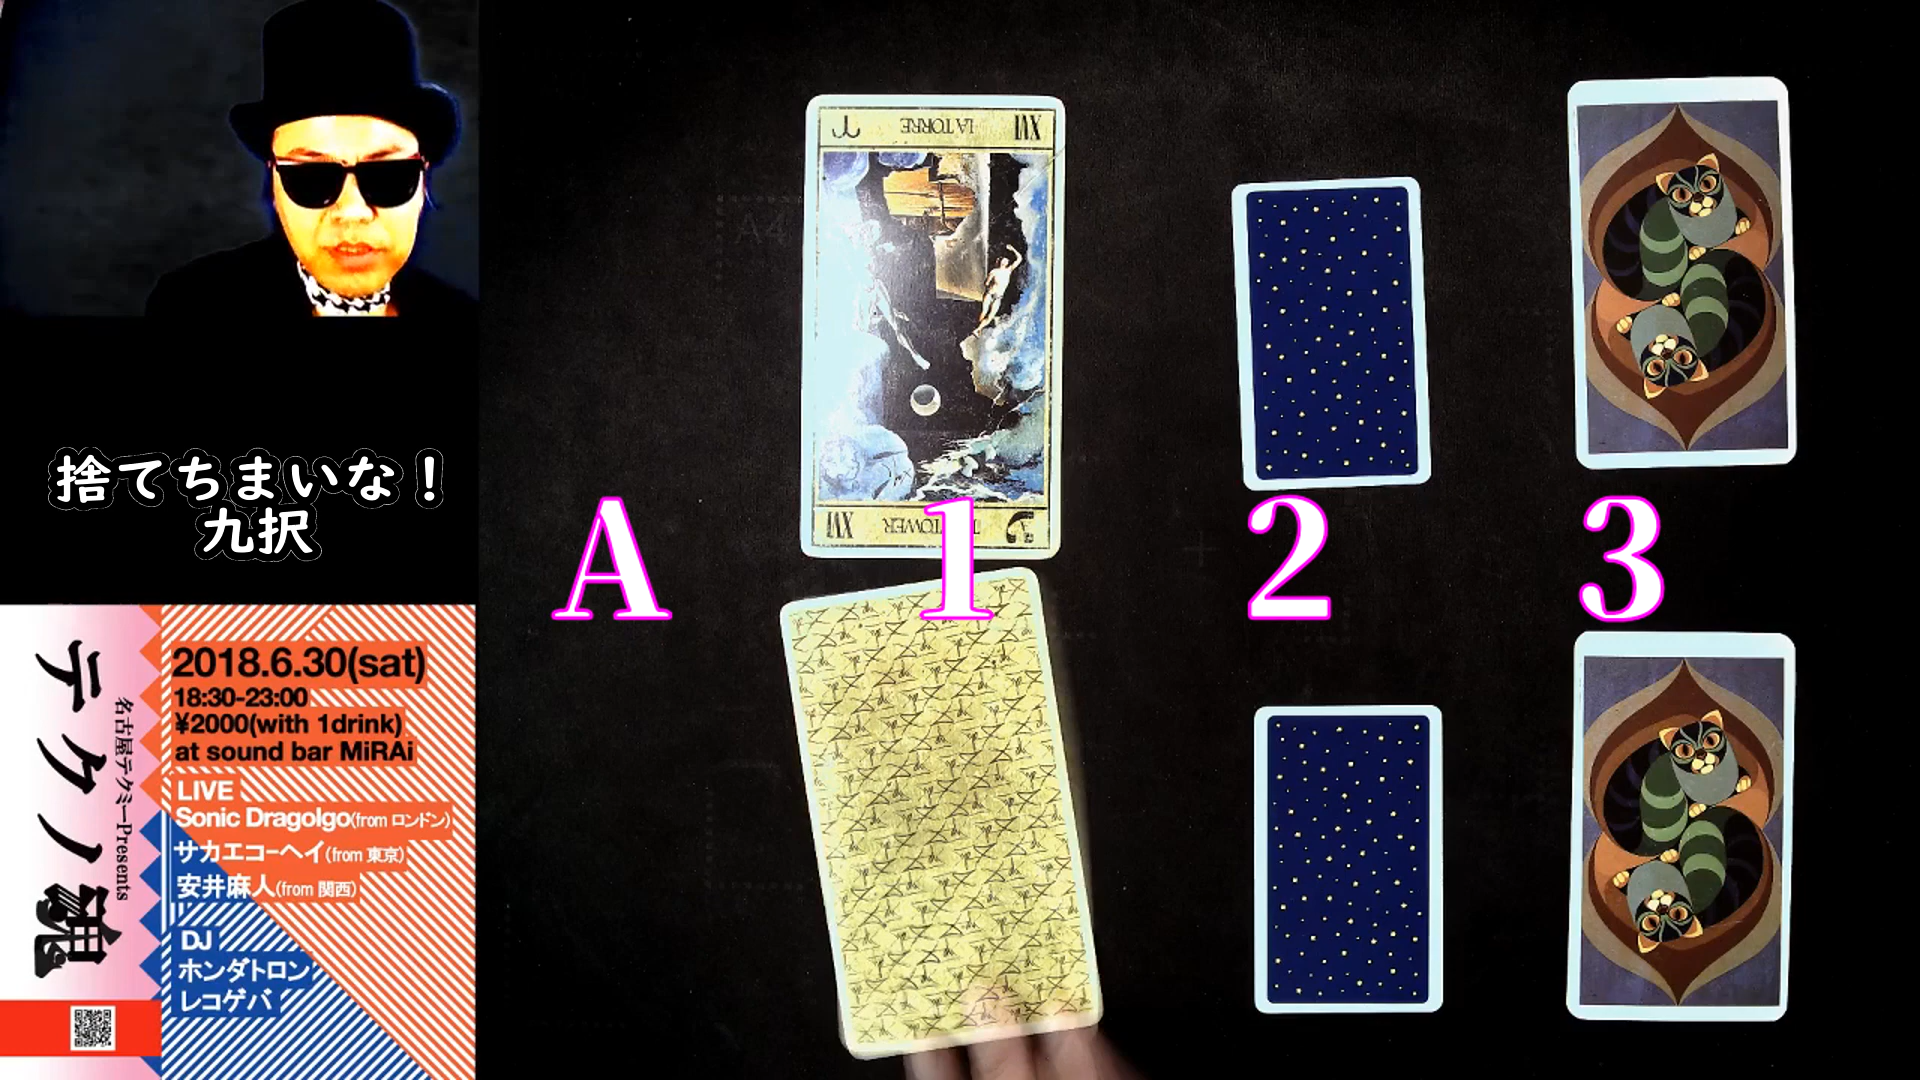 捨てちまいな！
九択
テクノ魂
名古屋テクミーPresents
2018.6.30(sat)
18:30-23:00
¥2000(with 1drink)
at sound bar MiRAi
LIVE
Sonic Dragolgo(from ロンドン)
サカエコーヘイ(from 東京)
安井麻人(from 関西)
DJ
ホンダトロン
レコゲバ
XVI
LA TORRE
XVI
TOWER
A4
A
1
2
3